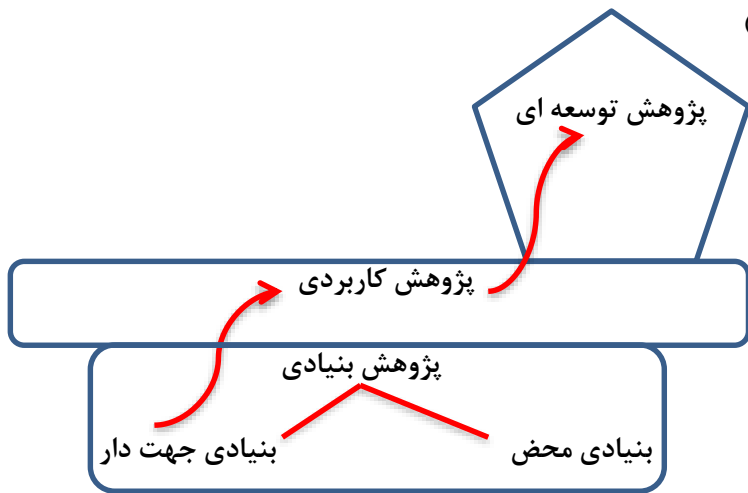 پژوهش توسعه ای
پژوهش کاربردی
پژوهش بنیادی
بنیادی محض
بنیادی جهت دار